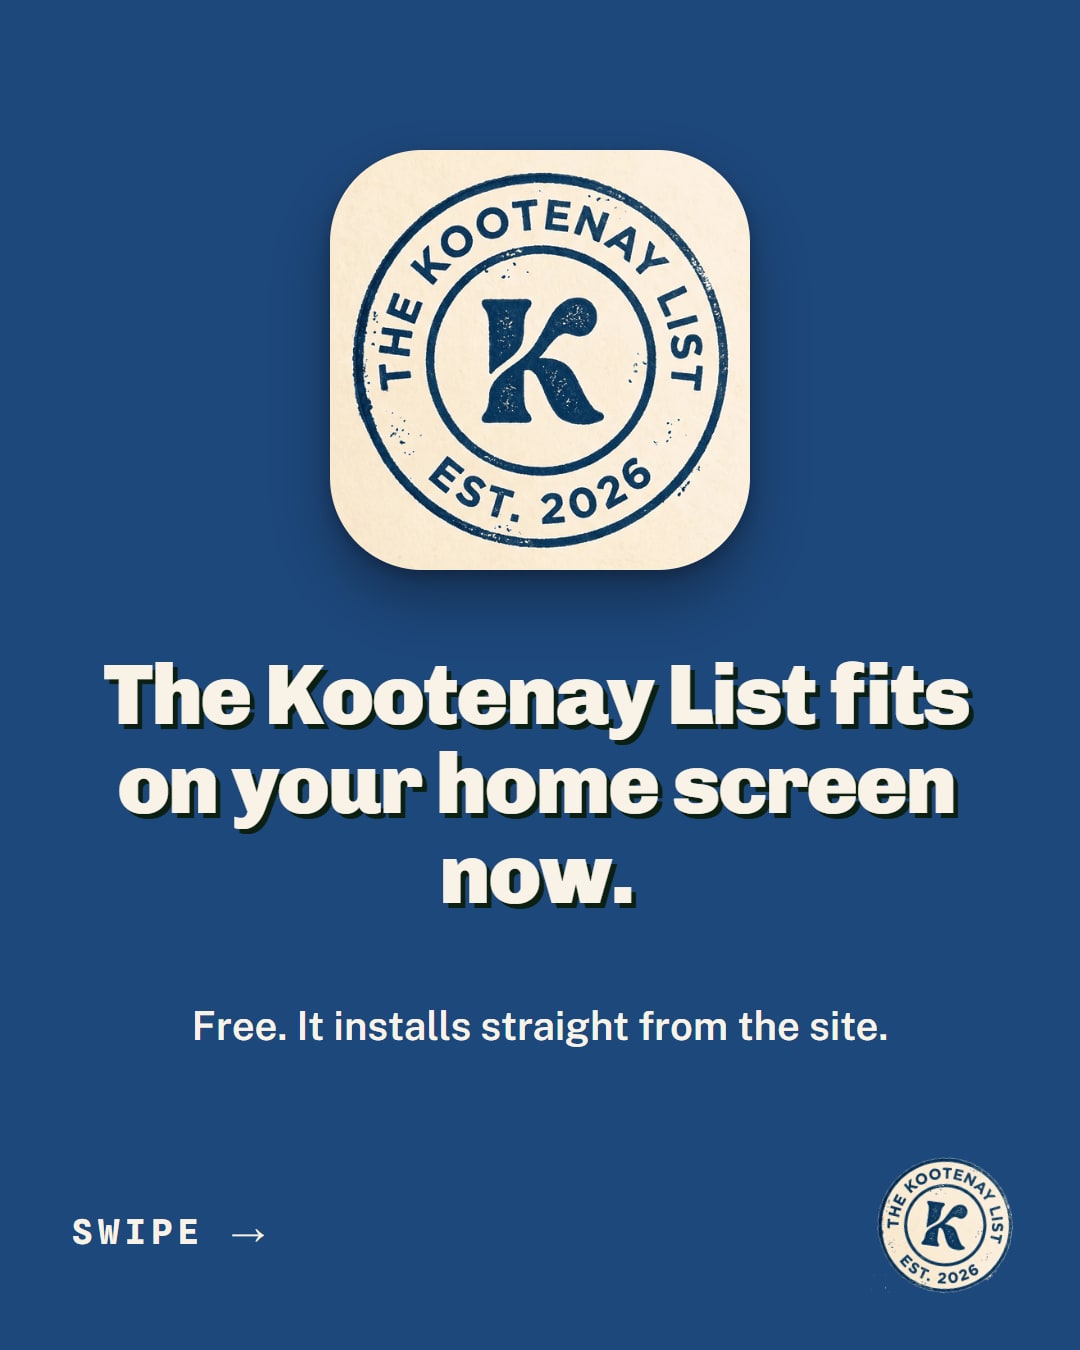 THE KOOTENAY LIST
K
EST. 2026
The Kootenay List fits
on your home screen
now.
Free. It installs straight from the site.
SWIPE →
THE KOOTENAY LIST
K
EST. 2026